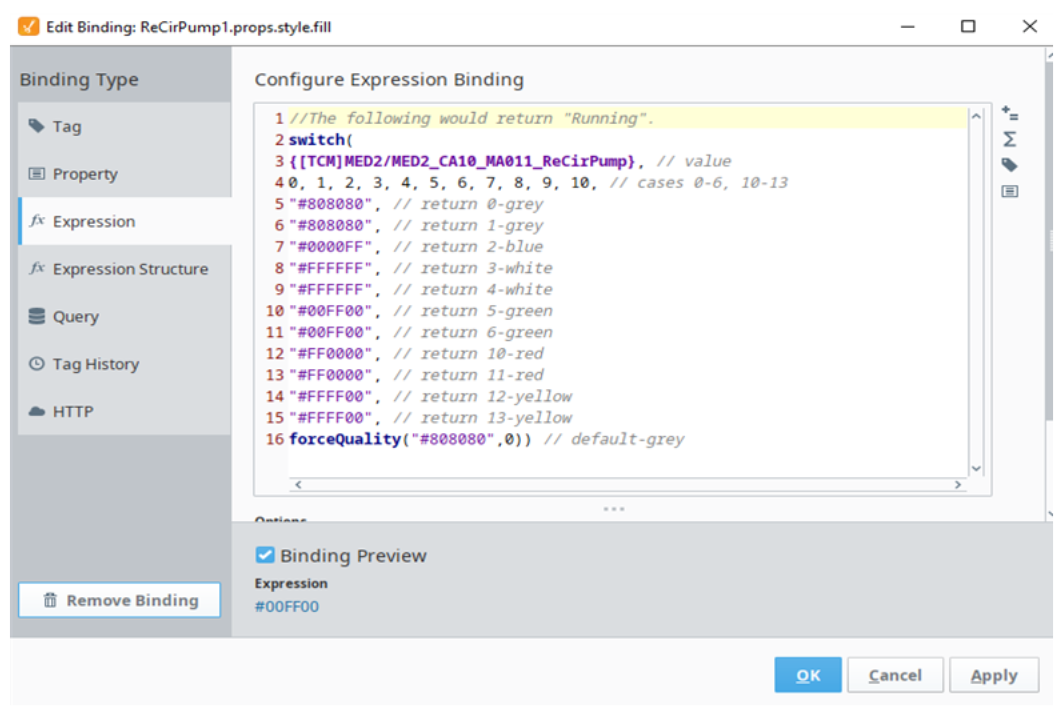 Edit Binding: ReCirPump1.props.style.fill
Binding Type
Tag
Property
fx Expression
fx Expression Structure
Query
Tag History
HTTP
Remove Binding
Configure Expression Binding
1 //The following would return "Running".
2 switch(
3 {[TCM]MED2/MED2_CA10_MA011_ReCirPump}, // value
4 0, 1, 2, 3, 4, 5, 6, 7, 8, 9, 10, // cases 0-6, 10-13
5 "#808080", // return 0-grey
6 "#808080", // return 1-grey
7 "#0000FF", // return 2-blue
8 "#FFFFFF", // return 3-white
9 "#FFFFFF", // return 4-white
10 "#00FF00", // return 5-green
11 "#00FF00", // return 6-green
12 "#FF0000", // return 10-red
13 "#FF0000", // return 11-red
14 "#FFFF00", // return 12-yellow
15 "#FFFF00", // return 13-yellow
16 forceQuality("#808080",0)) // default-grey
Options
Binding Preview
Expression
#00FF00
OK
Cancel
Apply